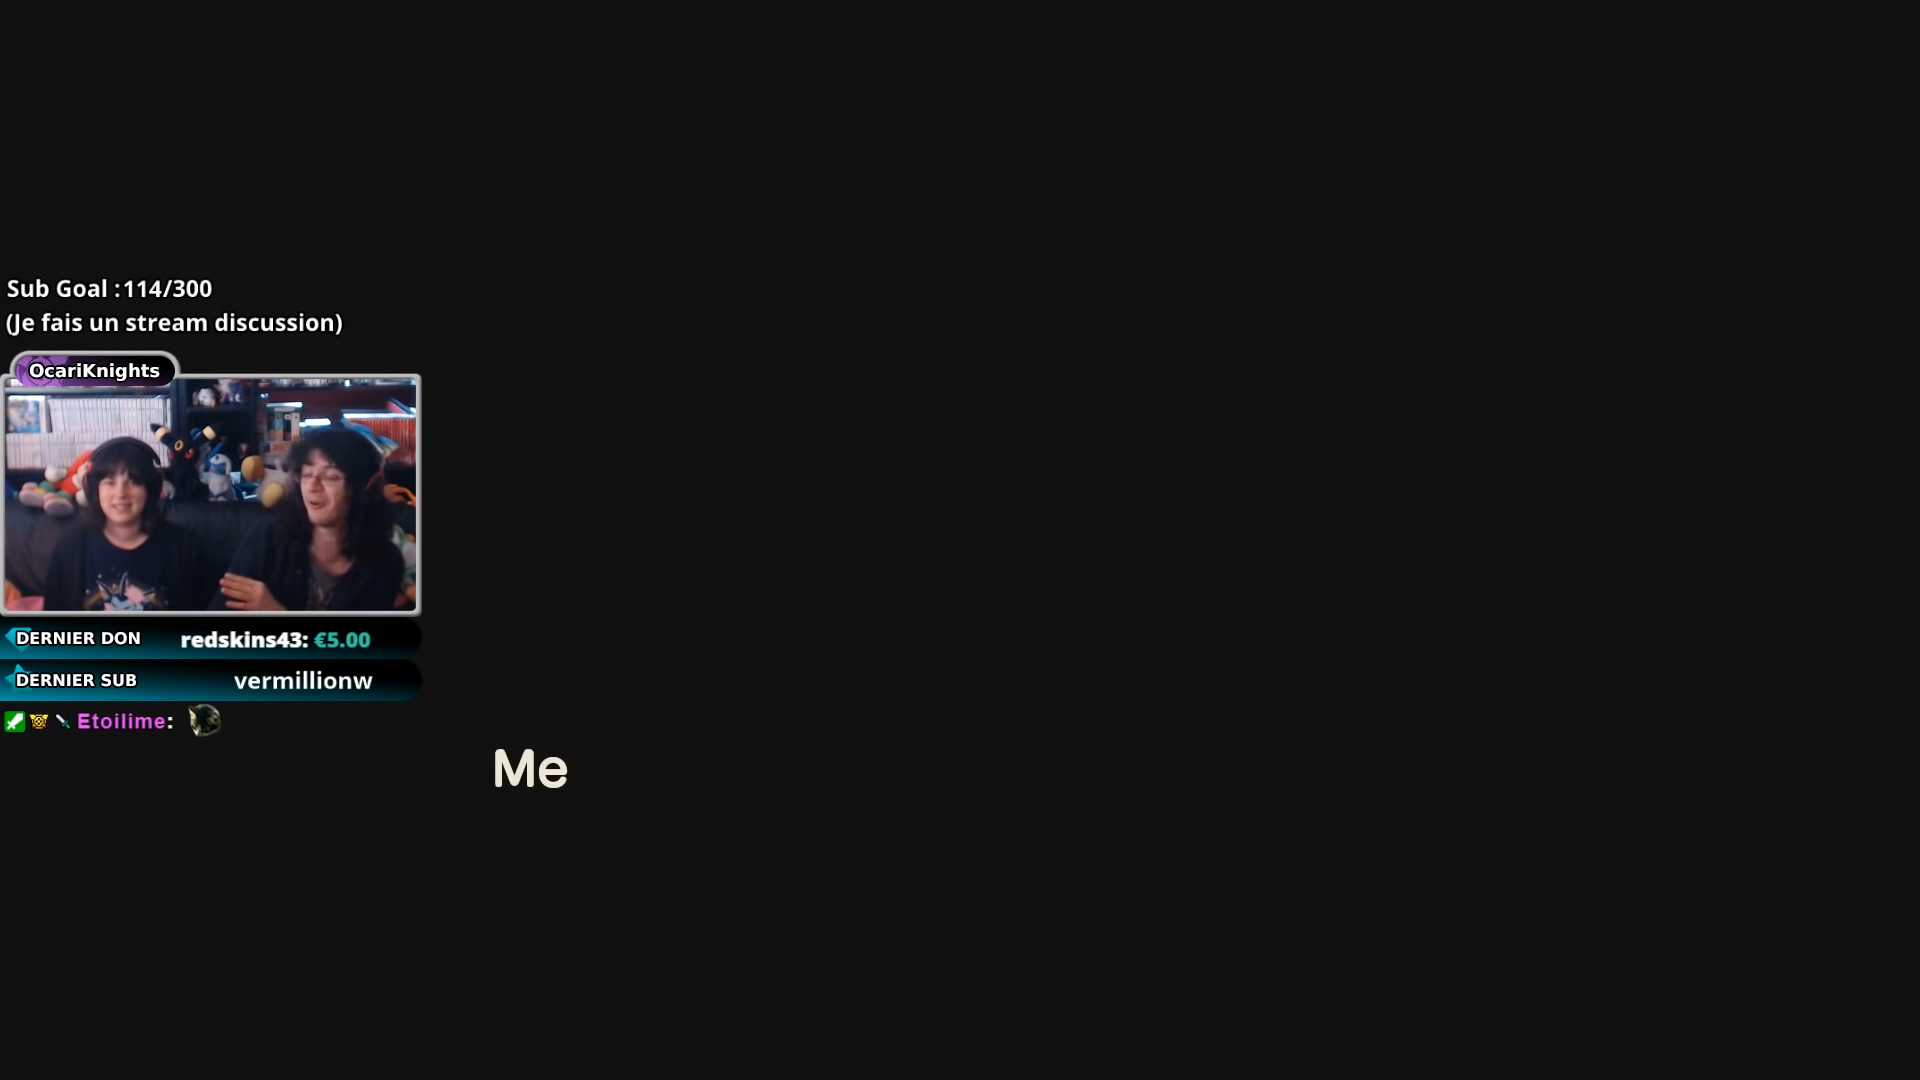 Sub Goal :114/300
(Je fais un stream discussion)
OcariKnights
DERNIER DON redskins43: €5.00
DERNIER SUB vermillionw
Etoilime:
Me